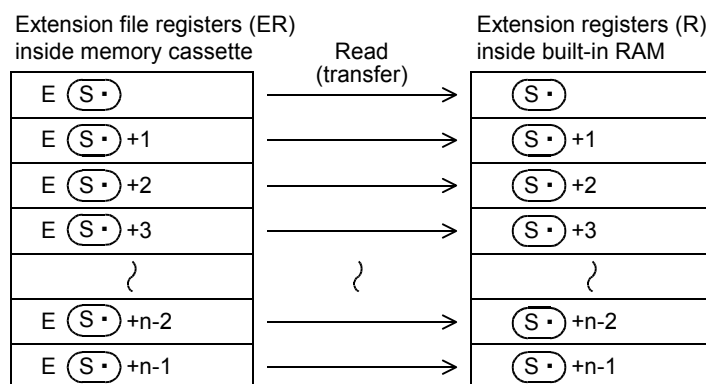 Extension file registers (ER)
inside memory cassette
Read
(transfer)
Extension registers (R)
inside built-in RAM
E S・ S・
E S・ +1 S・ +1
E S・ +2 S・ +2
E S・ +3 S・ +3
E S・ +n-2 S・ +n-2
E S・ +n-1 S・ +n-1